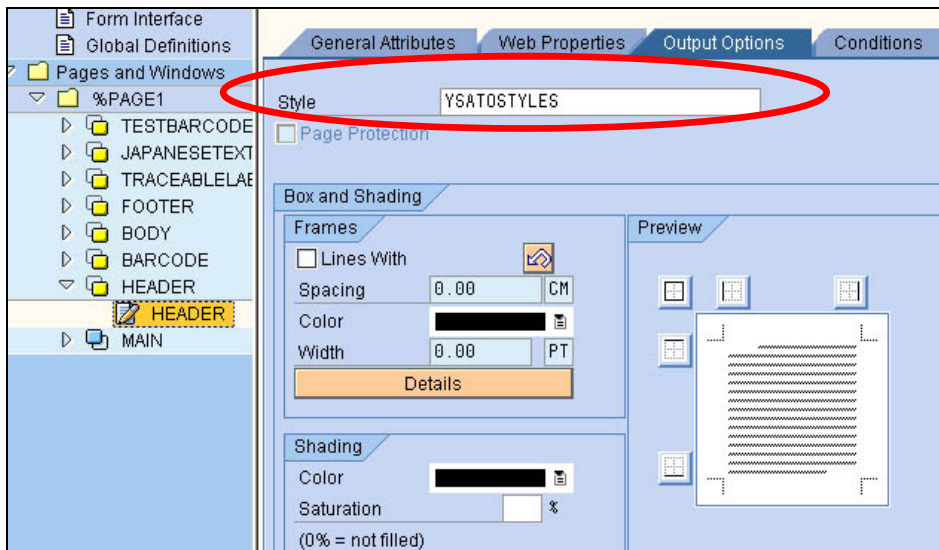 Form Interface
Global Definitions
Pages and Windows
%PAGE1
TESTBARCODE
JAPANESETEXT
TRACEABLELAE
FOOTER
BODY
BARCODE
HEADER
HEADER
MAIN
General Attributes Web Properties Output Options Conditions
Style YSATOSTYLES
Page Protection
Box and Shading
Frames
Lines With
Spacing 0.00 CM
Color
Width 0.00 PT
Details
Preview
Shading
Color
Saturation %
(0% = not filled)